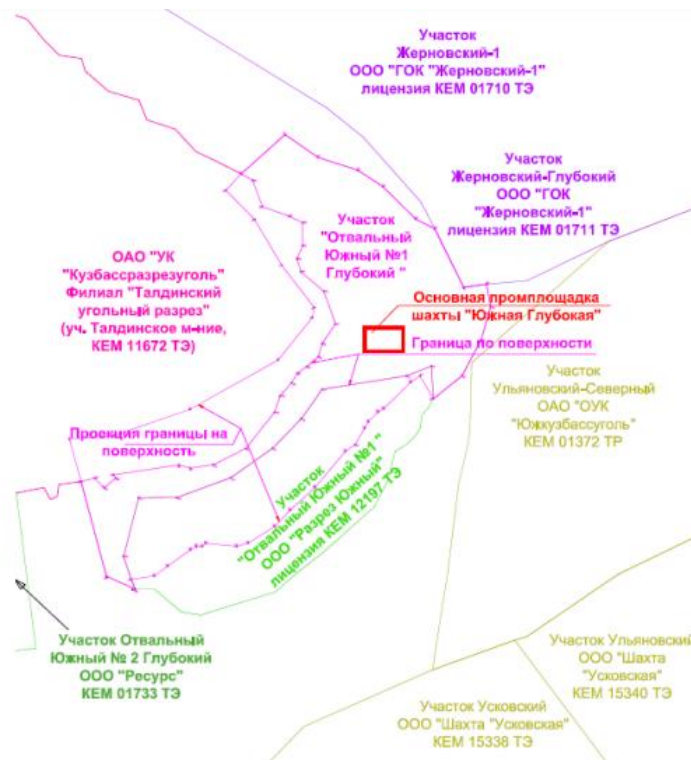 Участок
Жерновский-1
ООО "ГОК "Жерновский-1"
лицензия КЕМ 01710 ТЭ
Участок
Жерновский-Глубокий
ООО "ГОК
"Жерновский-1"
лицензия КЕМ 01711 ТЭ
Участок
"Отвальный
Южный №1
Глубокий "
ОАО "УК
"Кузбассразрезуголь"
Филиал "Талдинский
угольный разрез"
(уч. Талдинское м-ние,
КЕМ 11672 ТЭ)
Основная промплощадка
шахты "Южная Глубокая"
Граница по поверхности
Участок
Ульяновский-Северный
ОАО "ОУК
"Южкузбассуголь"
КЕМ 01372 ТР
Проекция границы на
поверхность
Участок
"Отвальный Южный №1"
ООО "Разрез Южный"
лицензия КЕМ 12197 ТЭ
Участок Отвальный
Южный № 2 Глубокий
ООО "Ресурс"
КЕМ 01733 ТЭ
Участок Ульяновский
ООО "Шахта
"Усковская"
КЕМ 15340 ТЭ
Участок Усковский
ООО "Шахта "Усковская"
КЕМ 15338 ТЭ